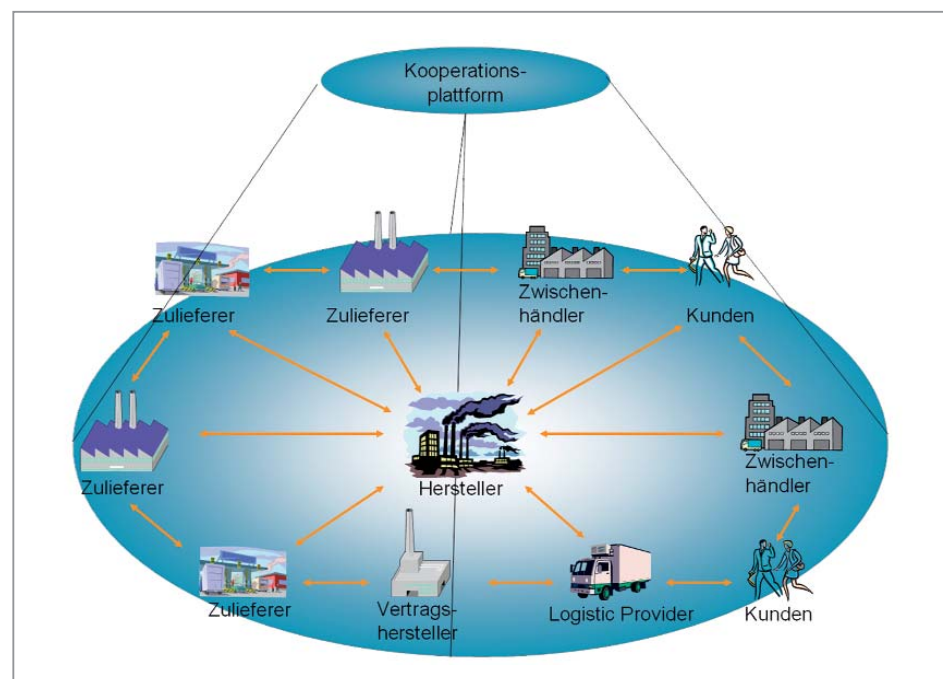 Kooperations-
plattform
Zulieferer
Zulieferer
Zwischen-
händler
Kunden
Zulieferer
Hersteller
Zwischen-
händler
Zulieferer
Vertrags-
hersteller
Logistic Provider
Kunden